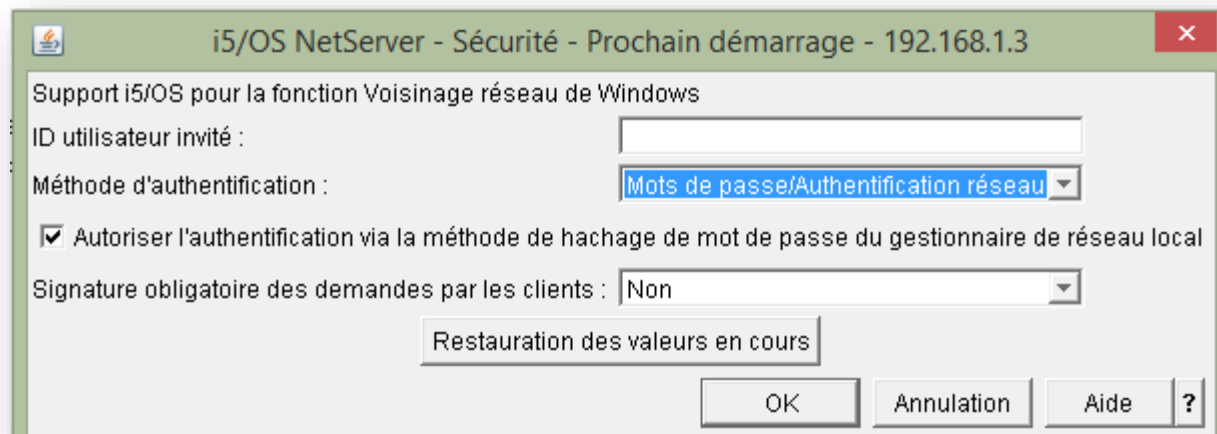 i5/OS NetServer - Sécurité - Prochain démarrage - 192.168.1.3
Support i5/OS pour la fonction Voisinage réseau de Windows
ID utilisateur invité :
Méthode d'authentification : Mots de passe/Authentification réseau
Autoriser l'authentification via la méthode de hachage de mot de passe du gestionnaire de réseau local
Signature obligatoire des demandes par les clients : Non
Restauration des valeurs en cours
OK Annulation Aide ?